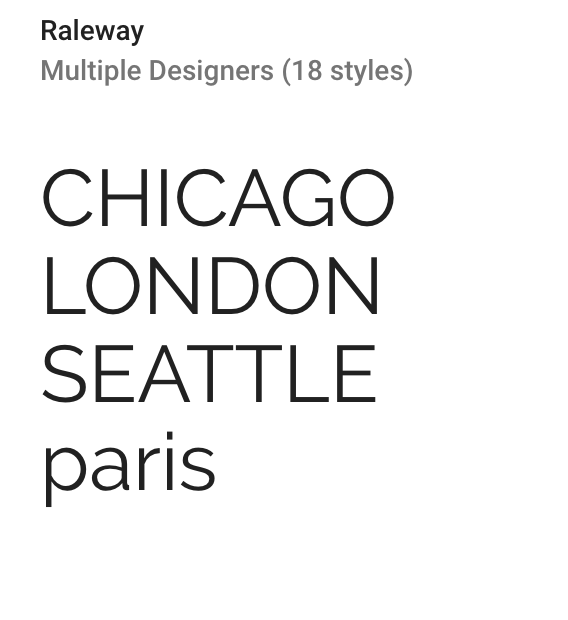 Raleway
Multiple Designers (18 styles)
CHICAGO
LONDON
SEATTLE
paris